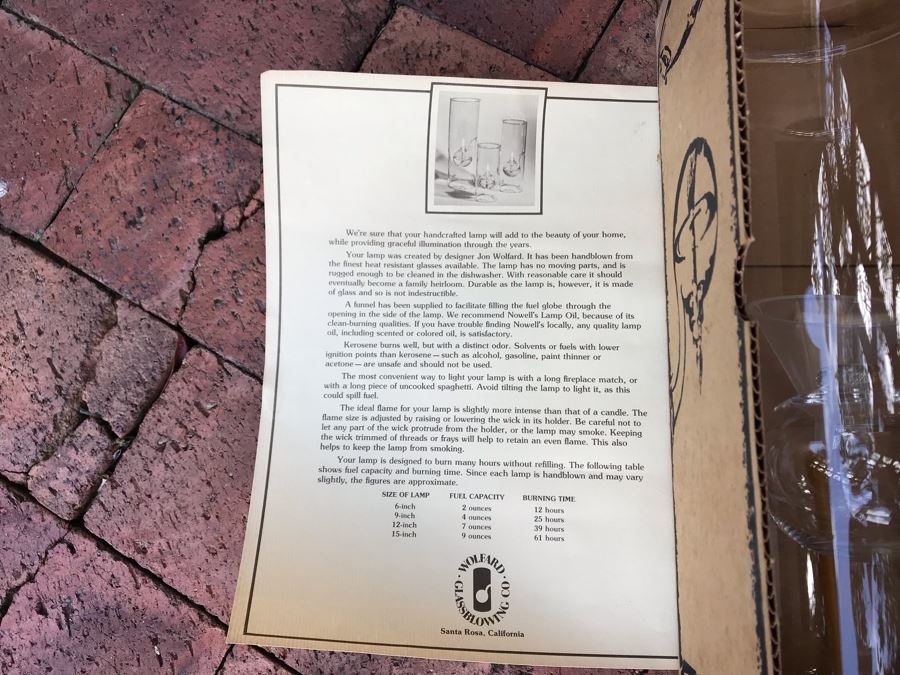 We're sure that your handcrafted lamp will add to the beauty of your home,
while providing graceful illumination through the years.
Your lamp was created by designer Jon Wolfard. It has been handblown from
the finest heat resistant glasses available. The lamp has no moving parts, and is
rugged enough to be cleaned in the dishwasher. With reasonable care it should
eventually become a family heirloom. Durable as the lamp is, however, it is made
of glass and so is not indestructible.
A funnel has been supplied to facilitate filling the fuel globe through the
opening in the side of the lamp. We recommend Nowell's Lamp Oil, because of its
clean-burning qualities. If you have trouble finding Nowell's locally, any quality lamp
oil, including scented or colored oil, is satisfactory.
Kerosene burns well, but with a distinct odor. Solvents or fuels with lower
ignition points than kerosene — such as alcohol, gasoline, paint thinner or
acetone — are unsafe and should not be used.
The most convenient way to light your lamp is with a long fireplace match, or
with a long piece of uncooked spaghetti. Avoid tilting the lamp to light it, as this
could spill fuel.
The ideal flame for your lamp is slightly more intense than that of a candle. The
flame size is adjusted by raising or lowering the wick in its holder. Be careful not to
let any part of the wick protrude from the holder, or the lamp may smoke. Keeping
the wick trimmed of threads or frays will help to retain an even flame. This also
helps to keep the lamp from smoking.
Your lamp is designed to burn many hours without refilling. The following table
shows fuel capacity and burning time. Since each lamp is handblown and may vary
slightly, the figures are approximate.
SIZE OF LAMP FUEL CAPACITY BURNING TIME
6-inch 2 ounces 12 hours
9-inch 4 ounces 25 hours
12-inch 7 ounces 39 hours
15-inch 9 ounces 61 hours
WOLFARD
GLASSBLOWING CO.
Santa Rosa, California